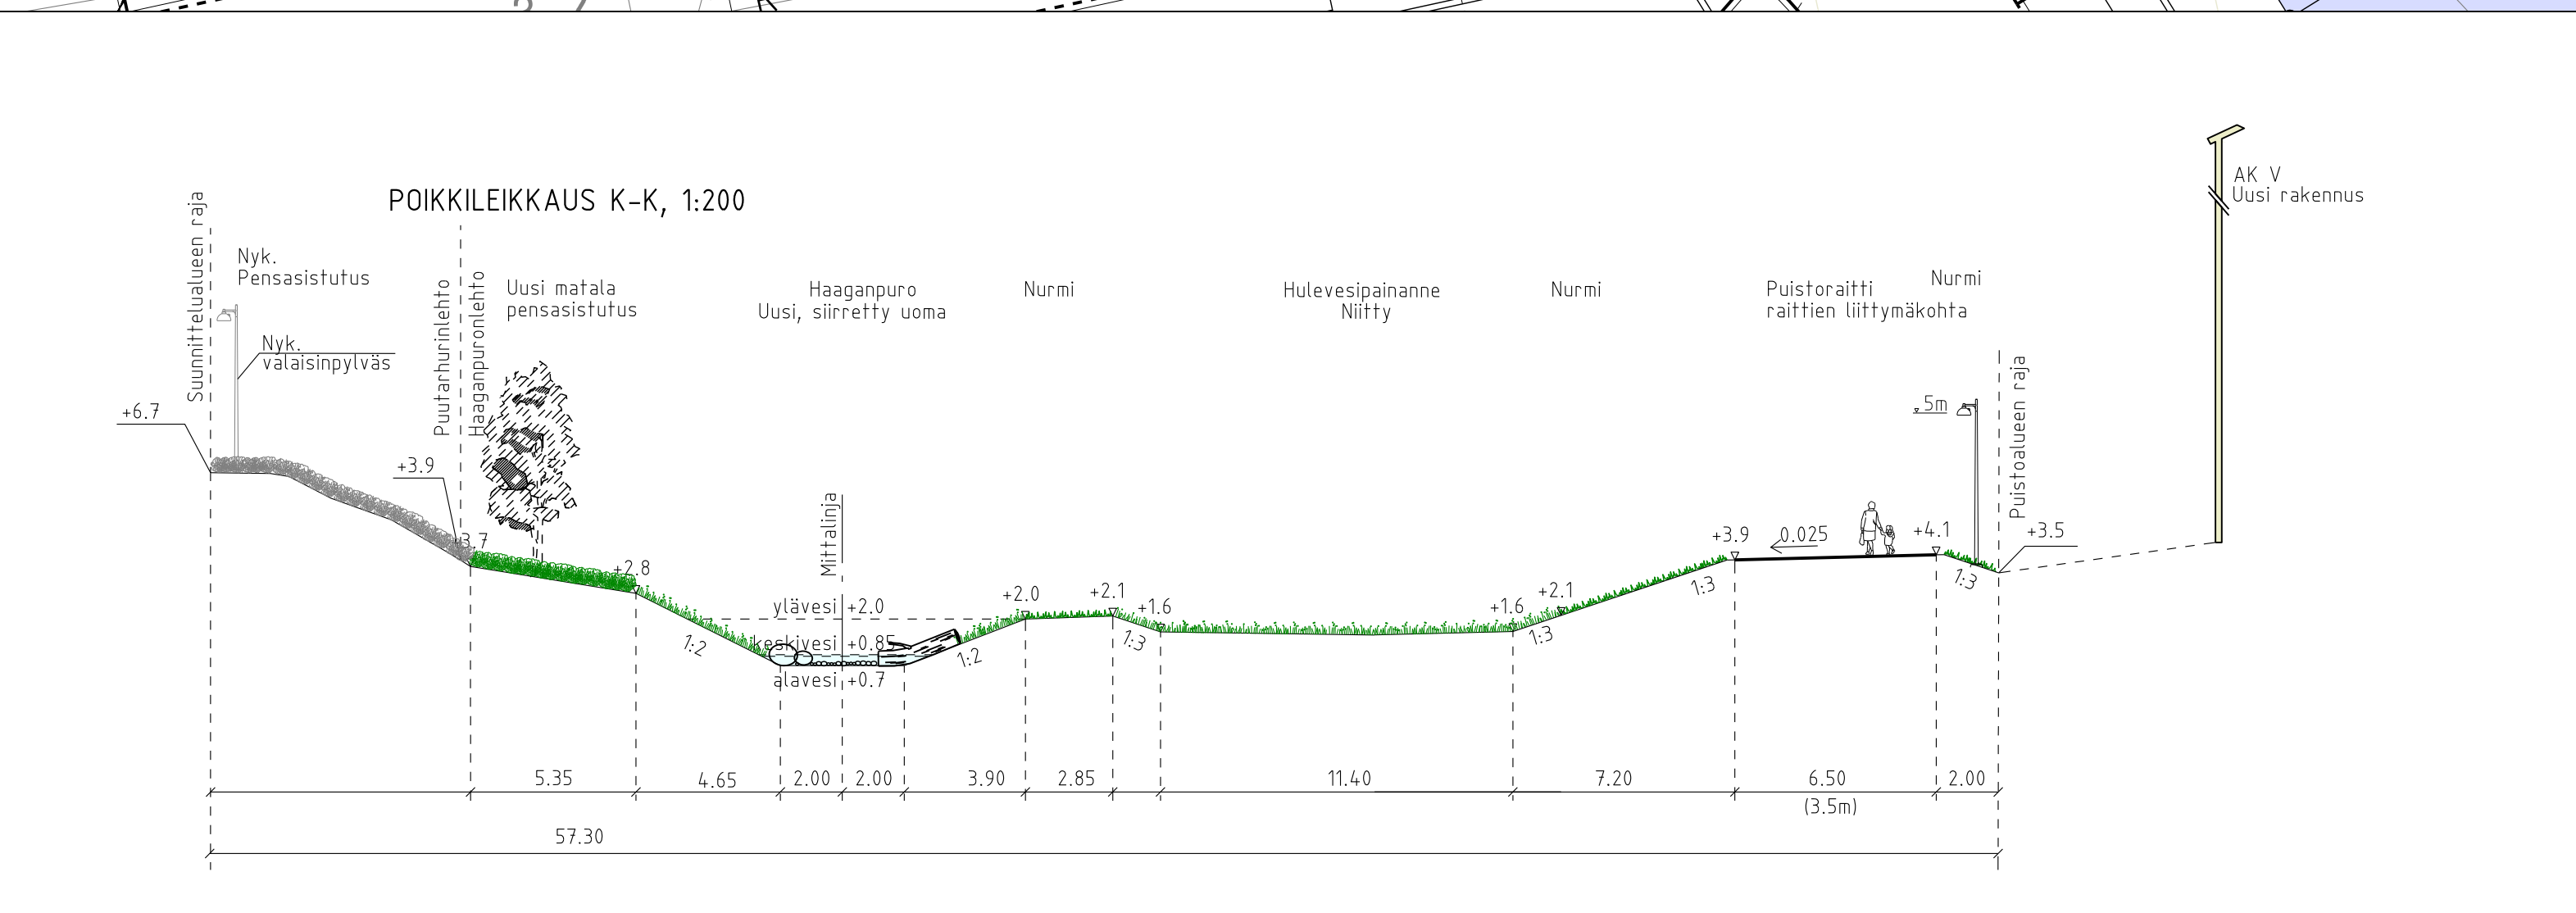 POIKKILEIKKAUS K-K, 1:200
Suunnittelualueen raja
Nyk.
Pensasistutus
Nyk.
valaisinpylväs
Puutarhurinlehto
Haaganpuronlehto
Uusi matala
pensasistutus
Haaganpuro
Uusi, siirretty uoma
Nurmi
Hulevesipainanne
Niitty
Nurmi
Puistoraitti
raittien liittymäkohta
Nurmi
AK V
Uusi rakennus
Puistoalueen raja
Mittalinja
5m
+6.7
+3.9
3.7
+2.8
ylävesi +2.0
keskivesi +0.85
alavesi +0.7
1:2
1:2
+2.0
+2.1
+1.6
1:3
+1.6
+2.1
1:3
1:3
+3.9
0.025
+4.1
1:3
+3.5
5.35
4.65
2.00
2.00
3.90
2.85
11.40
7.20
6.50
2.00
(3.5m)
57.30